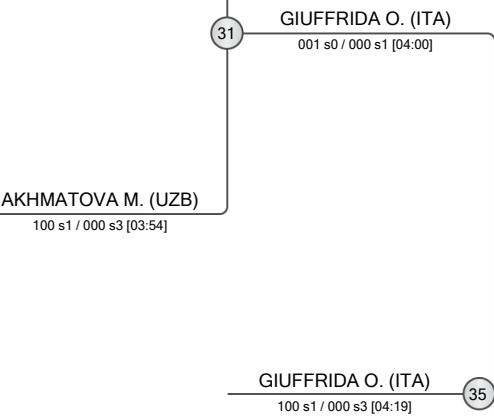 GIUFFRIDA O. (ITA)
31
001 s0 / 000 s1 [04:00]
AKHMATOVA M. (UZB)
100 s1 / 000 s3 [03:54]
GIUFFRIDA O. (ITA)
35
100 s1 / 000 s3 [04:19]